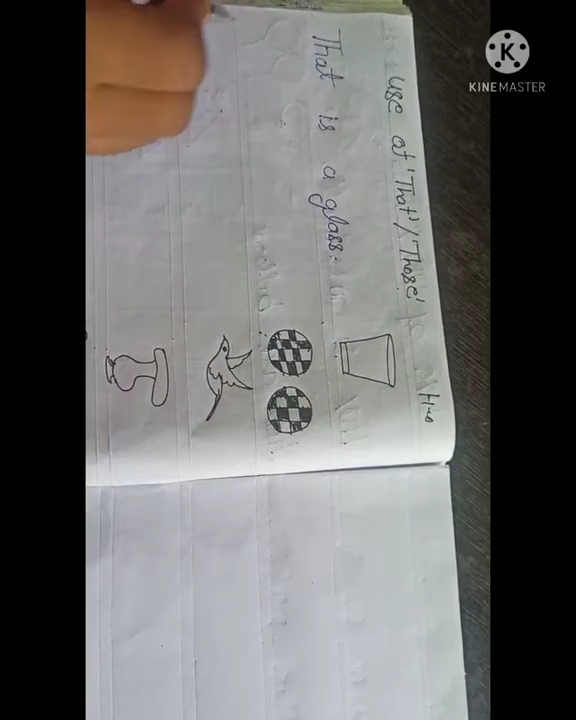 use of 'That' / 'Those'
That is a glass.
KINEMASTER